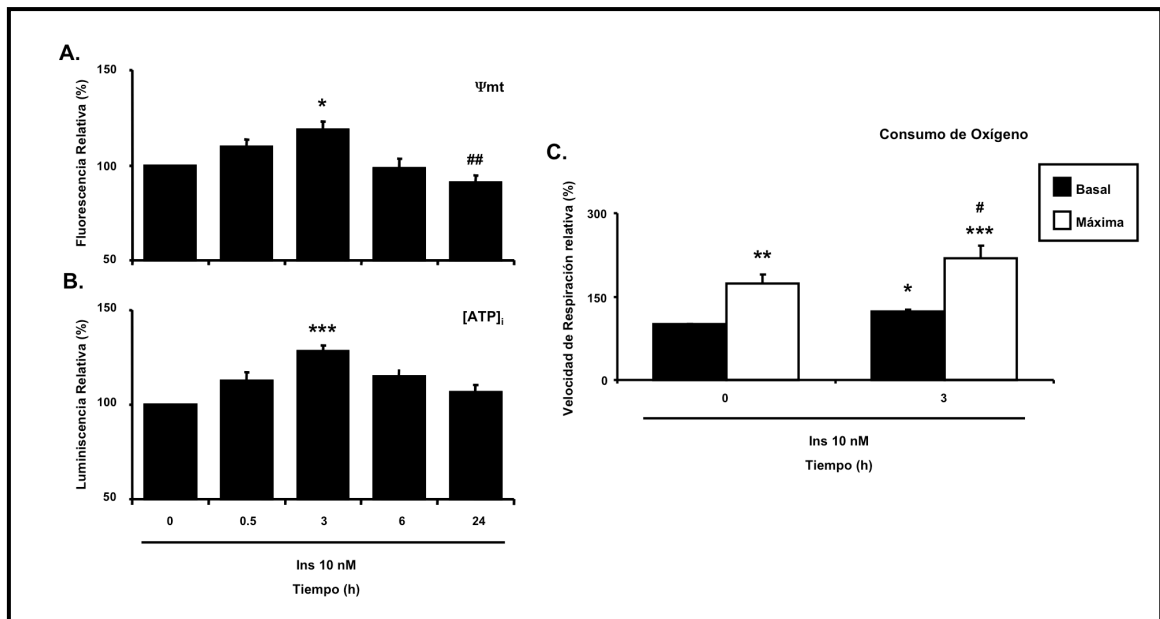 A.
Fluorescencia Relativa (%)
150
100
50
Ψmt
*
##
B.
Luminiscencia Relativa (%)
150
100
50
[ATP]i
***
0 0.5 3 6 24
Ins 10 nM
Tiempo (h)
C.
Consumo de Oxígeno
Basal
Máxima
Velocidad de Respiración relativa (%)
300
150
0
**
*
#
***
0 3
Ins 10 nM
Tiempo (h)